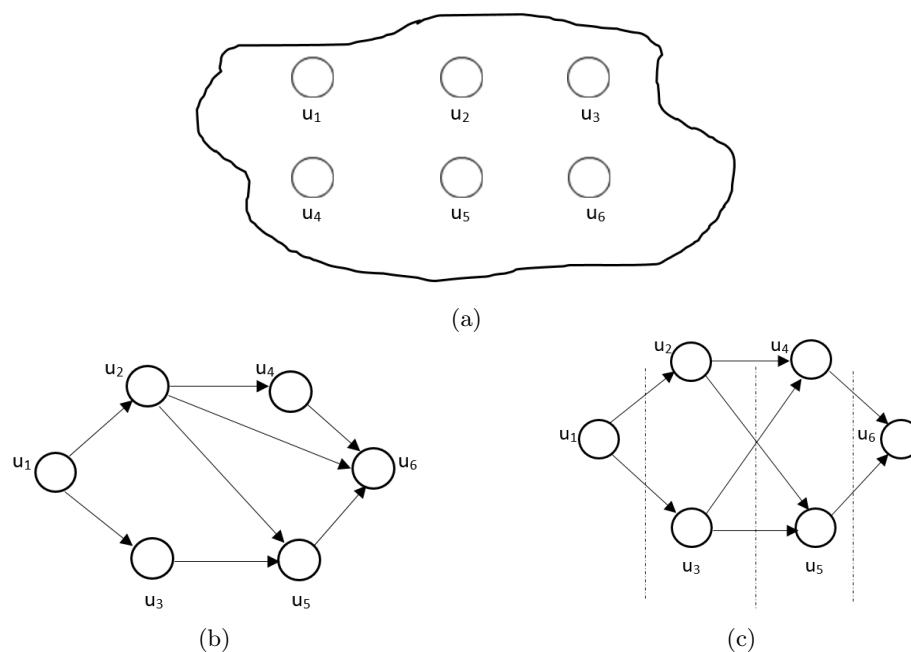 u₁ u₂ u₃
u₄ u₅ u₆
(a)
u₂ u₄
u₁ u₆
u₃ u₅
(b)
u₂ u₄
u₁ u₆
u₃ u₅
(c)